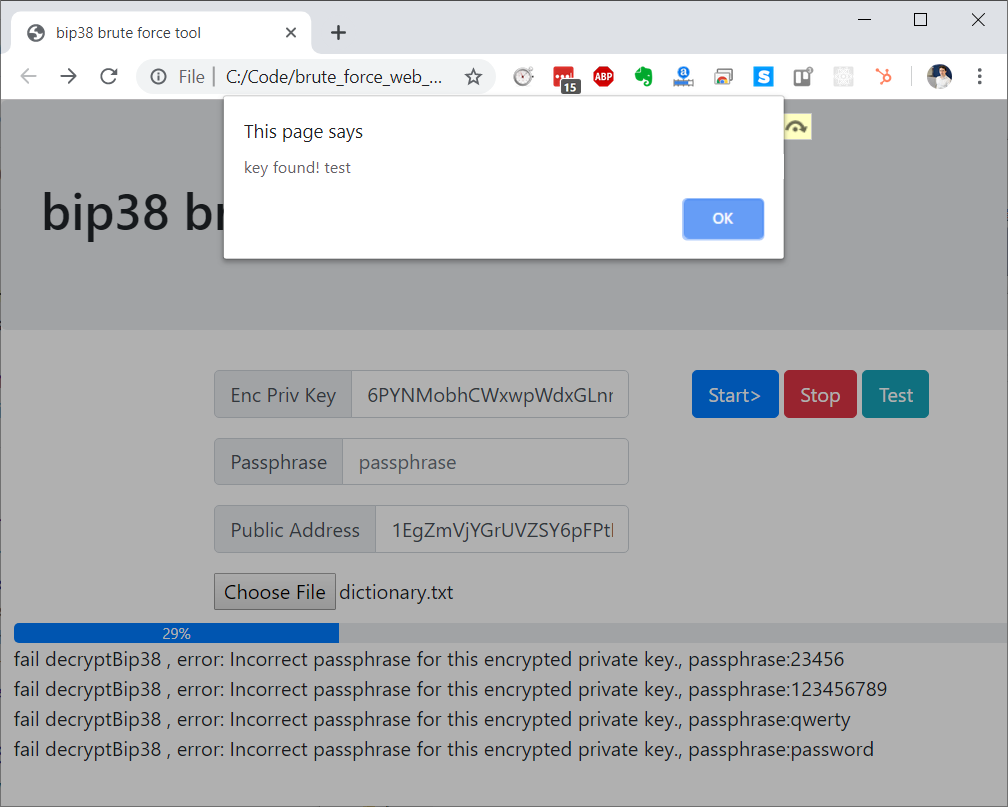 bip38 brute force tool
File | C:/Code/brute_force_web_...
ABP
15
a
S
This page says
key found! test
OK
bip38 br
Enc Priv Key 6PYNMobhCWxwpWdxGLnr
Start> Stop Test
Passphrase passphrase
Public Address 1EgZmVjYGrUVZSY6pFPtl
Choose File dictionary.txt
29%
fail decryptBip38 , error: Incorrect passphrase for this encrypted private key., passphrase:23456
fail decryptBip38 , error: Incorrect passphrase for this encrypted private key., passphrase:123456789
fail decryptBip38 , error: Incorrect passphrase for this encrypted private key., passphrase:qwerty
fail decryptBip38 , error: Incorrect passphrase for this encrypted private key., passphrase:password